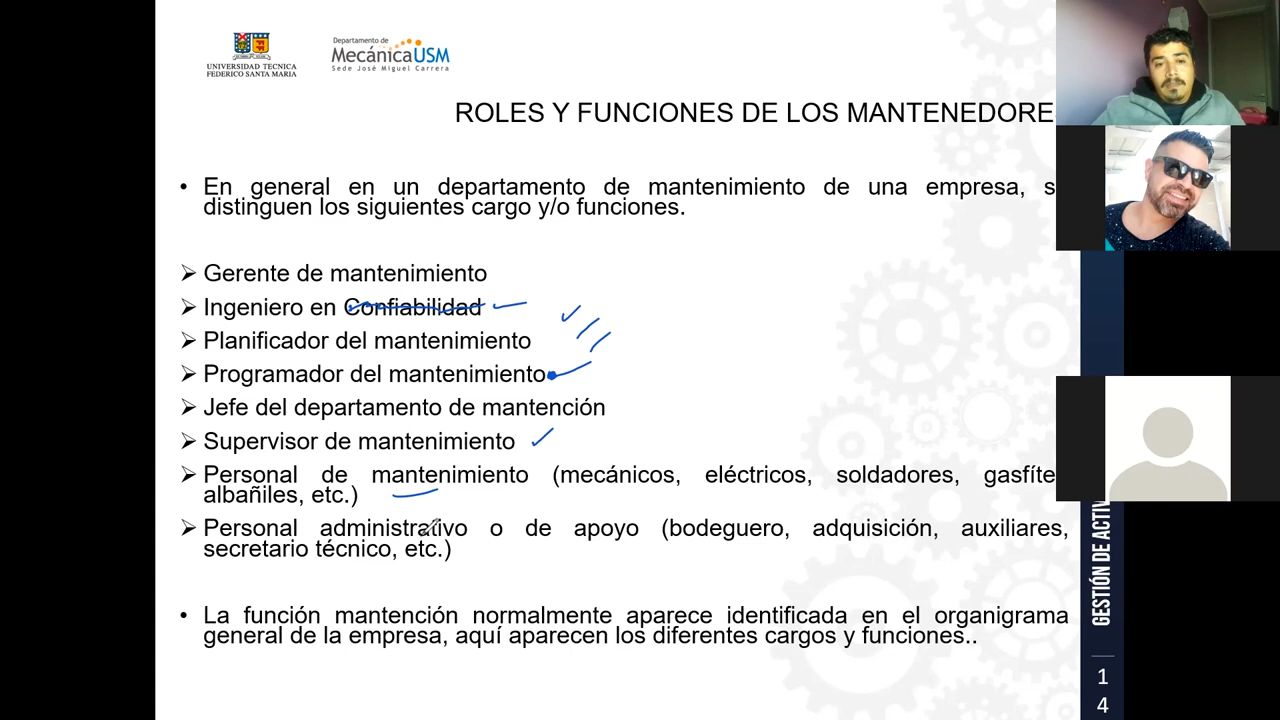 UNIVERSIDAD TECNICA
FEDERICO SANTA MARIA
Departamento de
MecánicaUSM
Sede José Miguel Carrera
ROLES Y FUNCIONES DE LOS MANTENEDORE
• En general en un departamento de mantenimiento de una empresa, s
distinguen los siguientes cargo y/o funciones.
➢ Gerente de mantenimiento
➢ Ingeniero en Confiabilidad
➢ Planificador del mantenimiento
➢ Programador del mantenimiento
➢ Jefe del departamento de mantención
➢ Supervisor de mantenimiento
➢ Personal de mantenimiento (mecánicos, eléctricos, soldadores, gasfíte
albañiles, etc.)
➢ Personal administrativo o de apoyo (bodeguero, adquisición, auxiliares,
secretario técnico, etc.)
• La función mantención normalmente aparece identificada en el organigrama
general de la empresa, aquí aparecen los diferentes cargos y funciones..
GESTIÓN DE ACTIV
1
4